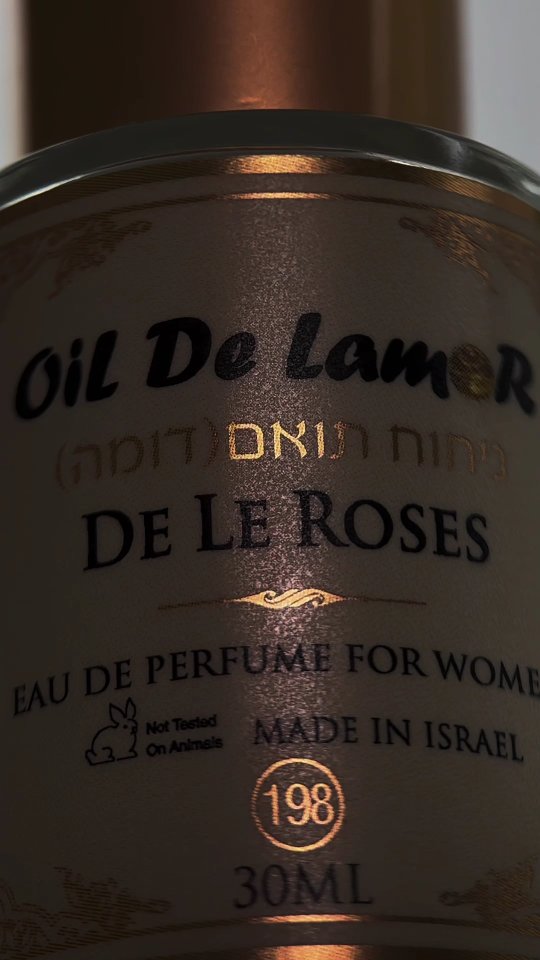 OiL De LamoR
ניחוח תואם (דומה)
DE LE ROSES
EAU DE PERFUME FOR WOME
Not Tested
On Animals
MADE IN ISRAEL
198
30ML